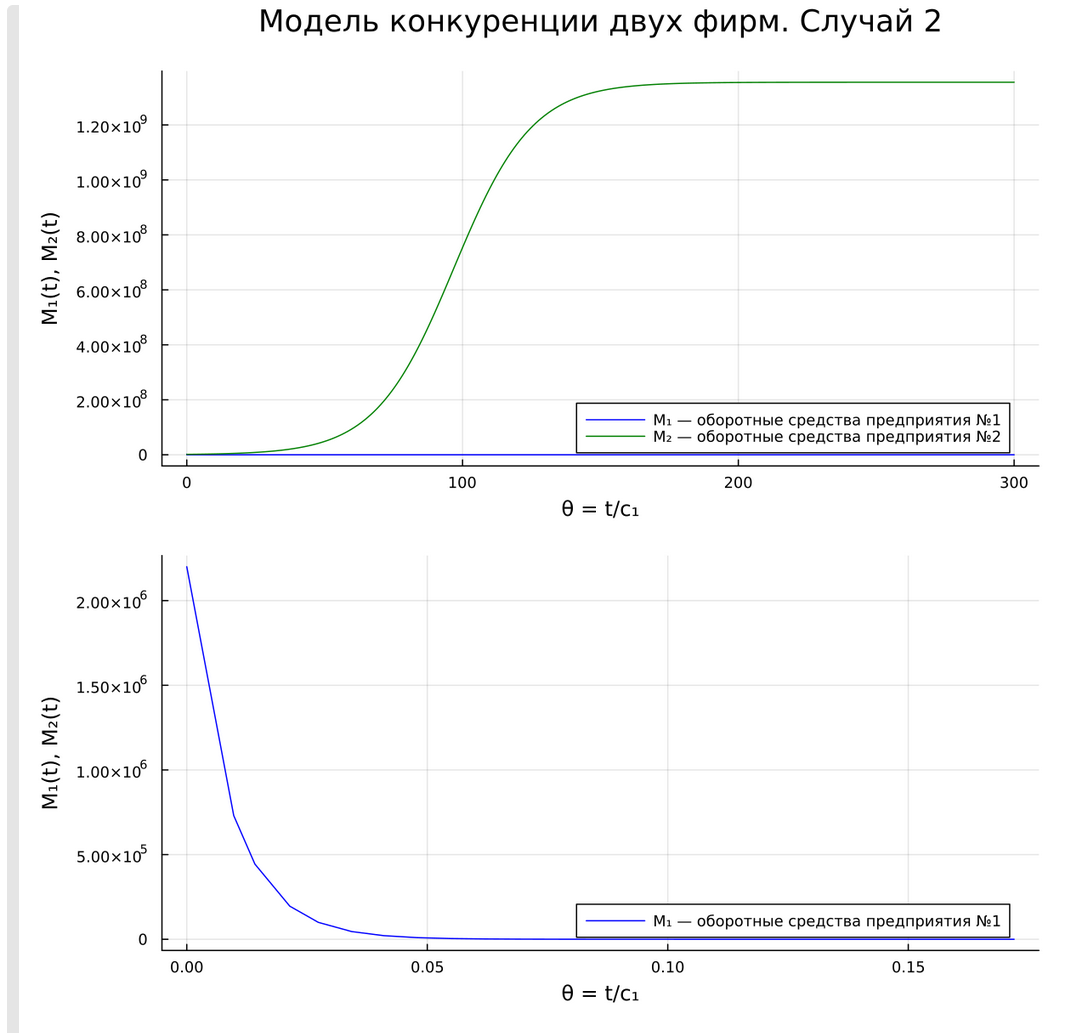 Модель конкуренции двух фирм. Случай 2
M₁(t), M₂(t)
1.20×10⁹
1.00×10⁹
8.00×10⁸
6.00×10⁸
4.00×10⁸
2.00×10⁸
0
M₁ — оборотные средства предприятия №1
M₂ — оборотные средства предприятия №2
0 100 200 300
θ = t/c₁
M₁(t), M₂(t)
2.00×10⁶
1.50×10⁶
1.00×10⁶
5.00×10⁵
0
M₁ — оборотные средства предприятия №1
0.00 0.05 0.10 0.15
θ = t/c₁